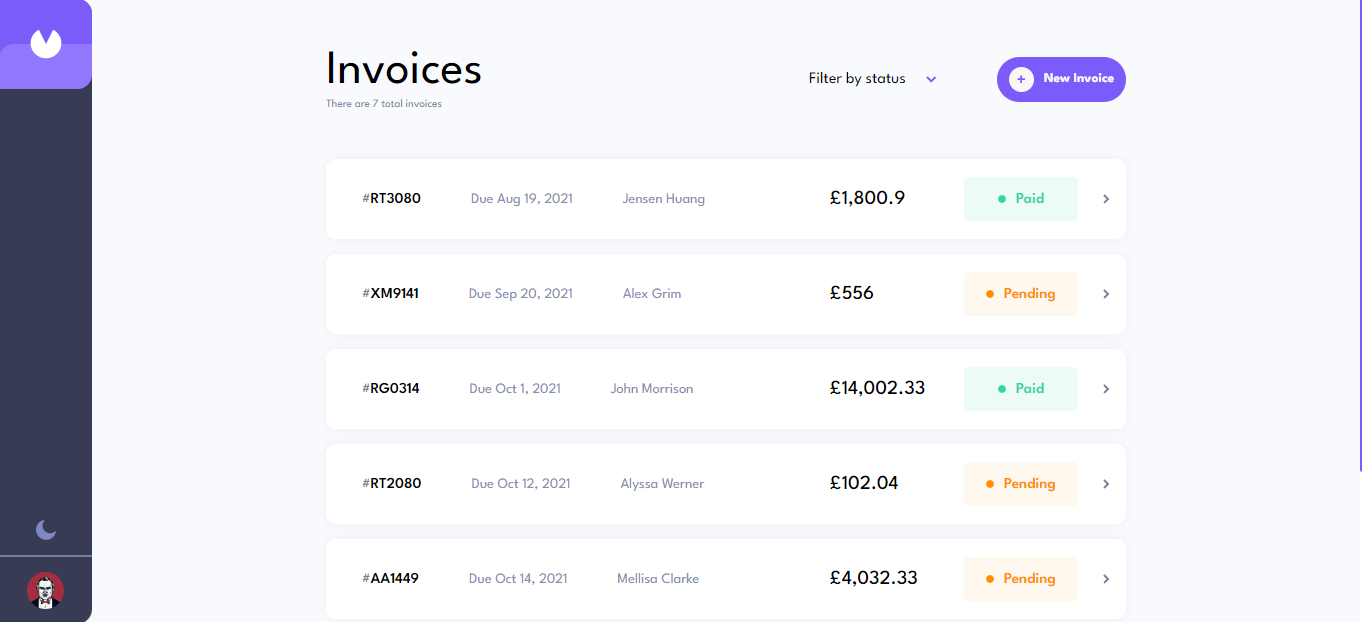 Invoices
There are 7 total invoices
Filter by status
+ New Invoice
#RT3080 Due Aug 19, 2021 Jensen Huang £1,800.9 Paid
#XM9141 Due Sep 20, 2021 Alex Grim £556 Pending
#RG0314 Due Oct 1, 2021 John Morrison £14,002.33 Paid
#RT2080 Due Oct 12, 2021 Alyssa Werner £102.04 Pending
#AA1449 Due Oct 14, 2021 Mellisa Clarke £4,032.33 Pending